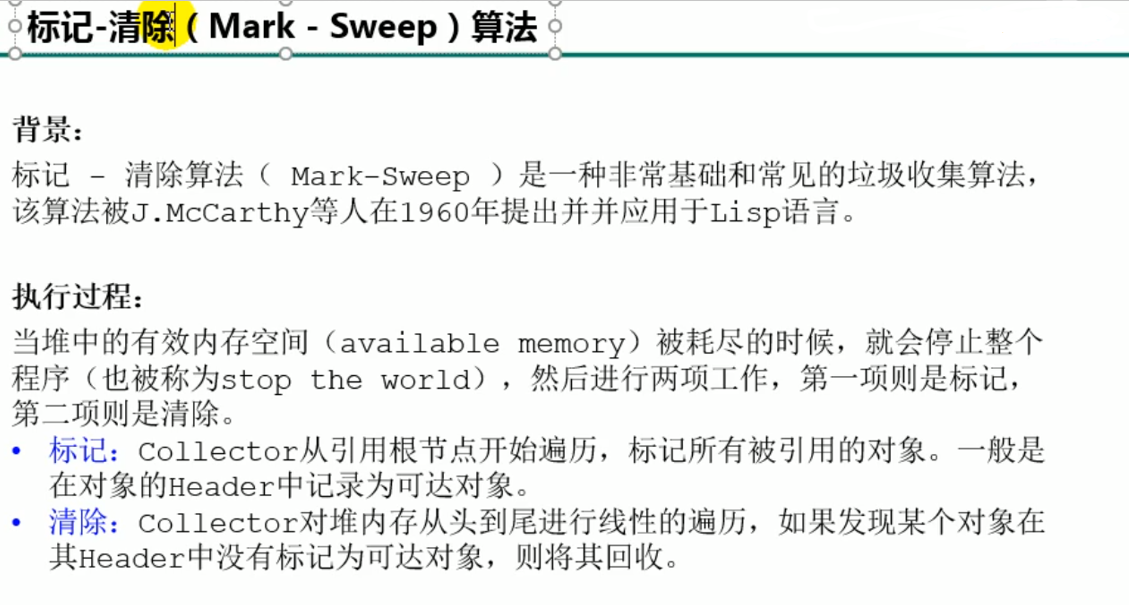 标记-清除（Mark - Sweep）算法
背景：
标记 - 清除算法（ Mark-Sweep ）是一种非常基础和常见的垃圾收集算法，
该算法被J.McCarthy等人在1960年提出并并应用于Lisp语言。
执行过程：
当堆中的有效内存空间（available memory）被耗尽的时候，就会停止整个
程序（也被称为stop the world），然后进行两项工作，第一项则是标记，
第二项则是清除。
• 标记：Collector从引用根节点开始遍历，标记所有被引用的对象。一般是
在对象的Header中记录为可达对象。
• 清除：Collector对堆内存从头到尾进行线性的遍历，如果发现某个对象在
其Header中没有标记为可达对象，则将其回收。